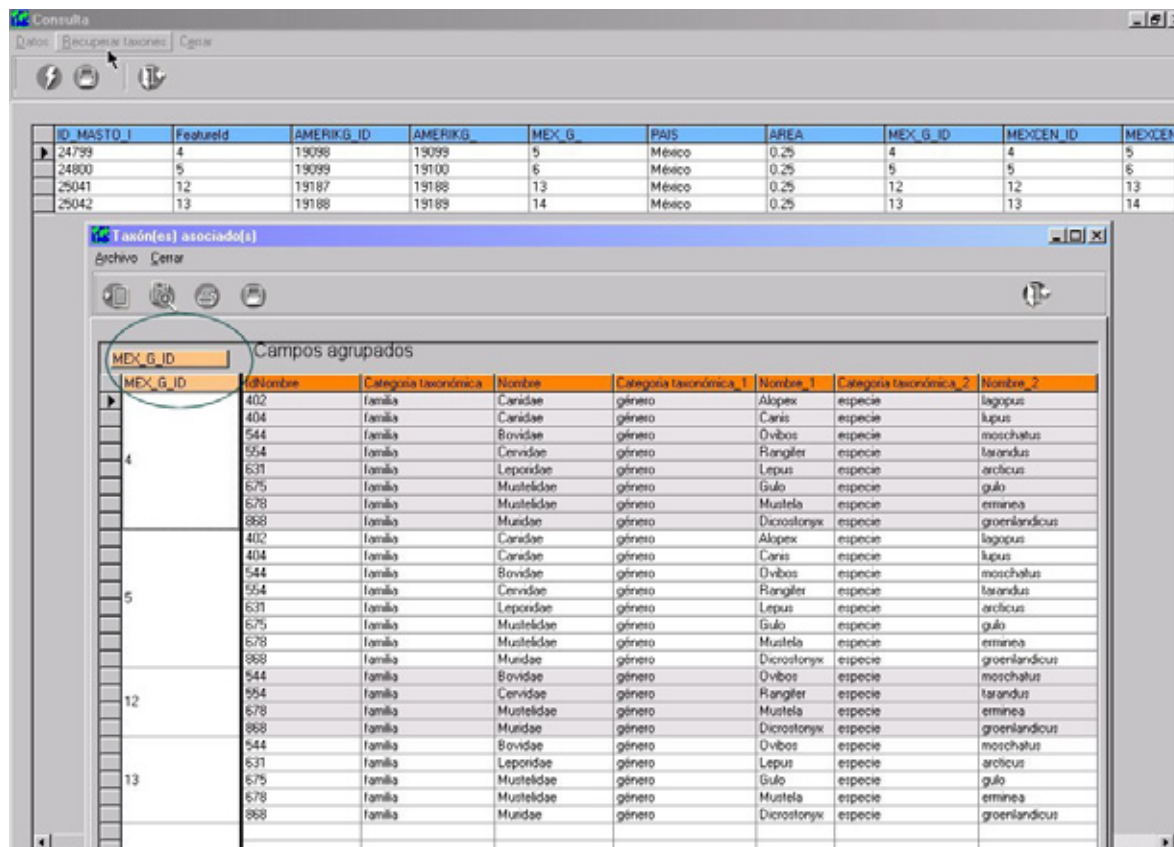 Consulta
Datos Recuperar taxones Cerrar
ID_MASTO_I FeatureId AMERIKG_ID AMERIKG_ MEX_G_ PAIS AREA MEX_G_ID MEXCEN_ID MEXCEN
24799 4 19098 19099 5 México 0.25 4 4 5
24800 5 19099 19100 6 México 0.25 5 5 6
25041 12 19187 19188 13 México 0.25 12 12 13
25042 13 19188 19189 14 México 0.25 13 13 14
Taxón(es) asociado(s)
Archivo Cerrar
MEX_G_ID Campos agrupados
MEX_G_ID IdNombre Categoría taxonómica Nombre Categoría taxonómica_1 Nombre_1 Categoría taxonómica_2 Nombre_2
402 familia Canidae género Alopex especie lagopus
404 familia Canidae género Canis especie lupus
544 familia Bovidae género Ovibos especie moschatus
554 familia Cervidae género Rangifer especie tarandus
4
631 familia Leporidae género Lepus especie arcticus
675 familia Mustelidae género Gulo especie gulo
678 familia Mustelidae género Mustela especie erminea
868 familia Muridae género Dicrostonyx especie groenlandicus
402 familia Canidae género Alopex especie lagopus
404 familia Canidae género Canis especie lupus
544 familia Bovidae género Ovibos especie moschatus
554 familia Cervidae género Rangifer especie tarandus
5
631 familia Leporidae género Lepus especie arcticus
675 familia Mustelidae género Gulo especie gulo
678 familia Mustelidae género Mustela especie erminea
868 familia Muridae género Dicrostonyx especie groenlandicus
544 familia Bovidae género Ovibos especie moschatus
554 familia Cervidae género Rangifer especie tarandus
12
678 familia Mustelidae género Mustela especie erminea
868 familia Muridae género Dicrostonyx especie groenlandicus
544 familia Bovidae género Ovibos especie moschatus
631 familia Leporidae género Lepus especie arcticus
13 675 familia Mustelidae género Gulo especie gulo
678 familia Mustelidae género Mustela especie erminea
868 familia Muridae género Dicrostonyx especie groenlandicus